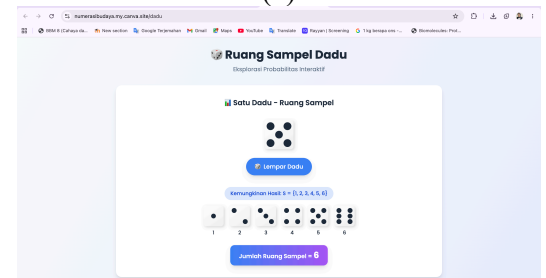 numerasibudaya.my.canva.site/dadu
BBM B (Cahaya da...
New section
Google Terjemahan
Gmail
Maps
YouTube
Translate
Rayyan | Screening
1 kg berapa ons -...
Biomolecules: Prot...
Ruang Sampel Dadu
Eksplorasi Probabilitas Interaktif
Satu Dadu - Ruang Sampel
Lempar Dadu
Kemungkinan Hasil: S = {1, 2, 3, 4, 5, 6}
1 2 3 4 5 6
Jumlah Ruang Sampel = 6